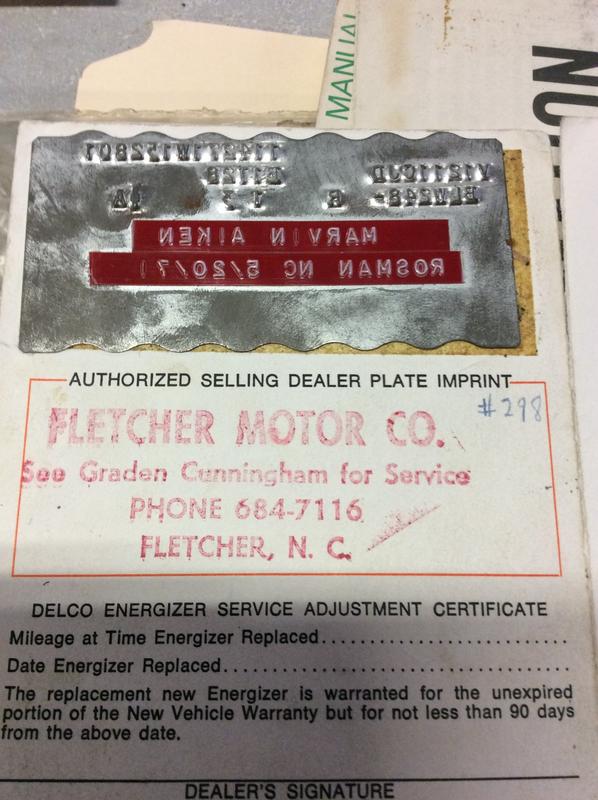 MANUAL
MARVIN AIKEN
ROSMAN NC 5/20/71
AUTHORIZED SELLING DEALER PLATE IMPRINT
#298
FLETCHER MOTOR CO.
See Graden Cunningham for Service
PHONE 684-7116
FLETCHER, N. C.
DELCO ENERGIZER SERVICE ADJUSTMENT CERTIFICATE
Mileage at Time Energizer Replaced..........................
Date Energizer Replaced.....................................
The replacement new Energizer is warranted for the unexpired
portion of the New Vehicle Warranty but for not less than 90 days
from the above date.
DEALER'S SIGNATURE